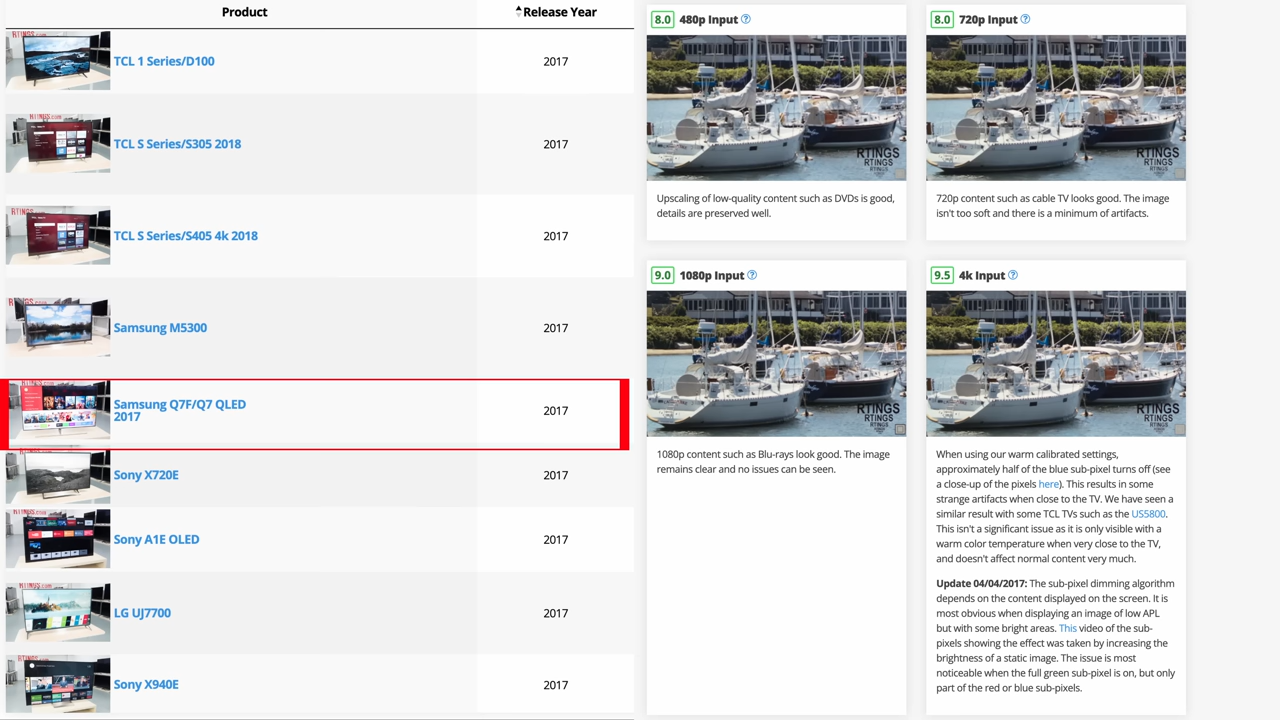 Product
Release Year
TCL 1 Series/D100
2017
TCL S Series/S305 2018
2017
TCL S Series/S405 4k 2018
2017
Samsung M5300
2017
Samsung Q7F/Q7 QLED
2017
2017
Sony X720E
2017
Sony A1E OLED
2017
LG UJ7700
2017
Sony X940E
2017
8.0 480p Input ?
RTINGS
RTINGS
RTINGS
Upscaling of low-quality content such as DVDs is good,
details are preserved well.
8.0 720p Input ?
RTINGS
RTINGS
RTINGS
720p content such as cable TV looks good. The image
isn't too soft and there is a minimum of artifacts.
9.0 1080p Input ?
RTINGS
RTINGS
RTINGS
1080p content such as Blu-rays look good. The image
remains clear and no issues can be seen.
9.5 4k Input ?
RTINGS
RTINGS
RTINGS
When using our warm calibrated settings,
approximately half of the blue sub-pixel turns off (see
a close-up of the pixels here). This results in some
strange artifacts when close to the TV. We have seen a
similar result with some TCL TVs such as the US5800.
This isn't a significant issue as it is only visible with a
warm color temperature when very close to the TV,
and doesn't affect normal content very much.
Update 04/04/2017: The sub-pixel dimming algorithm
depends on the content displayed on the screen. It is
most obvious when displaying an image of low APL
but with some bright areas. This video of the sub-
pixels showing the effect was taken by increasing the
brightness of a static image. The issue is most
noticeable when the full green sub-pixel is on, but only
part of the red or blue sub-pixels.